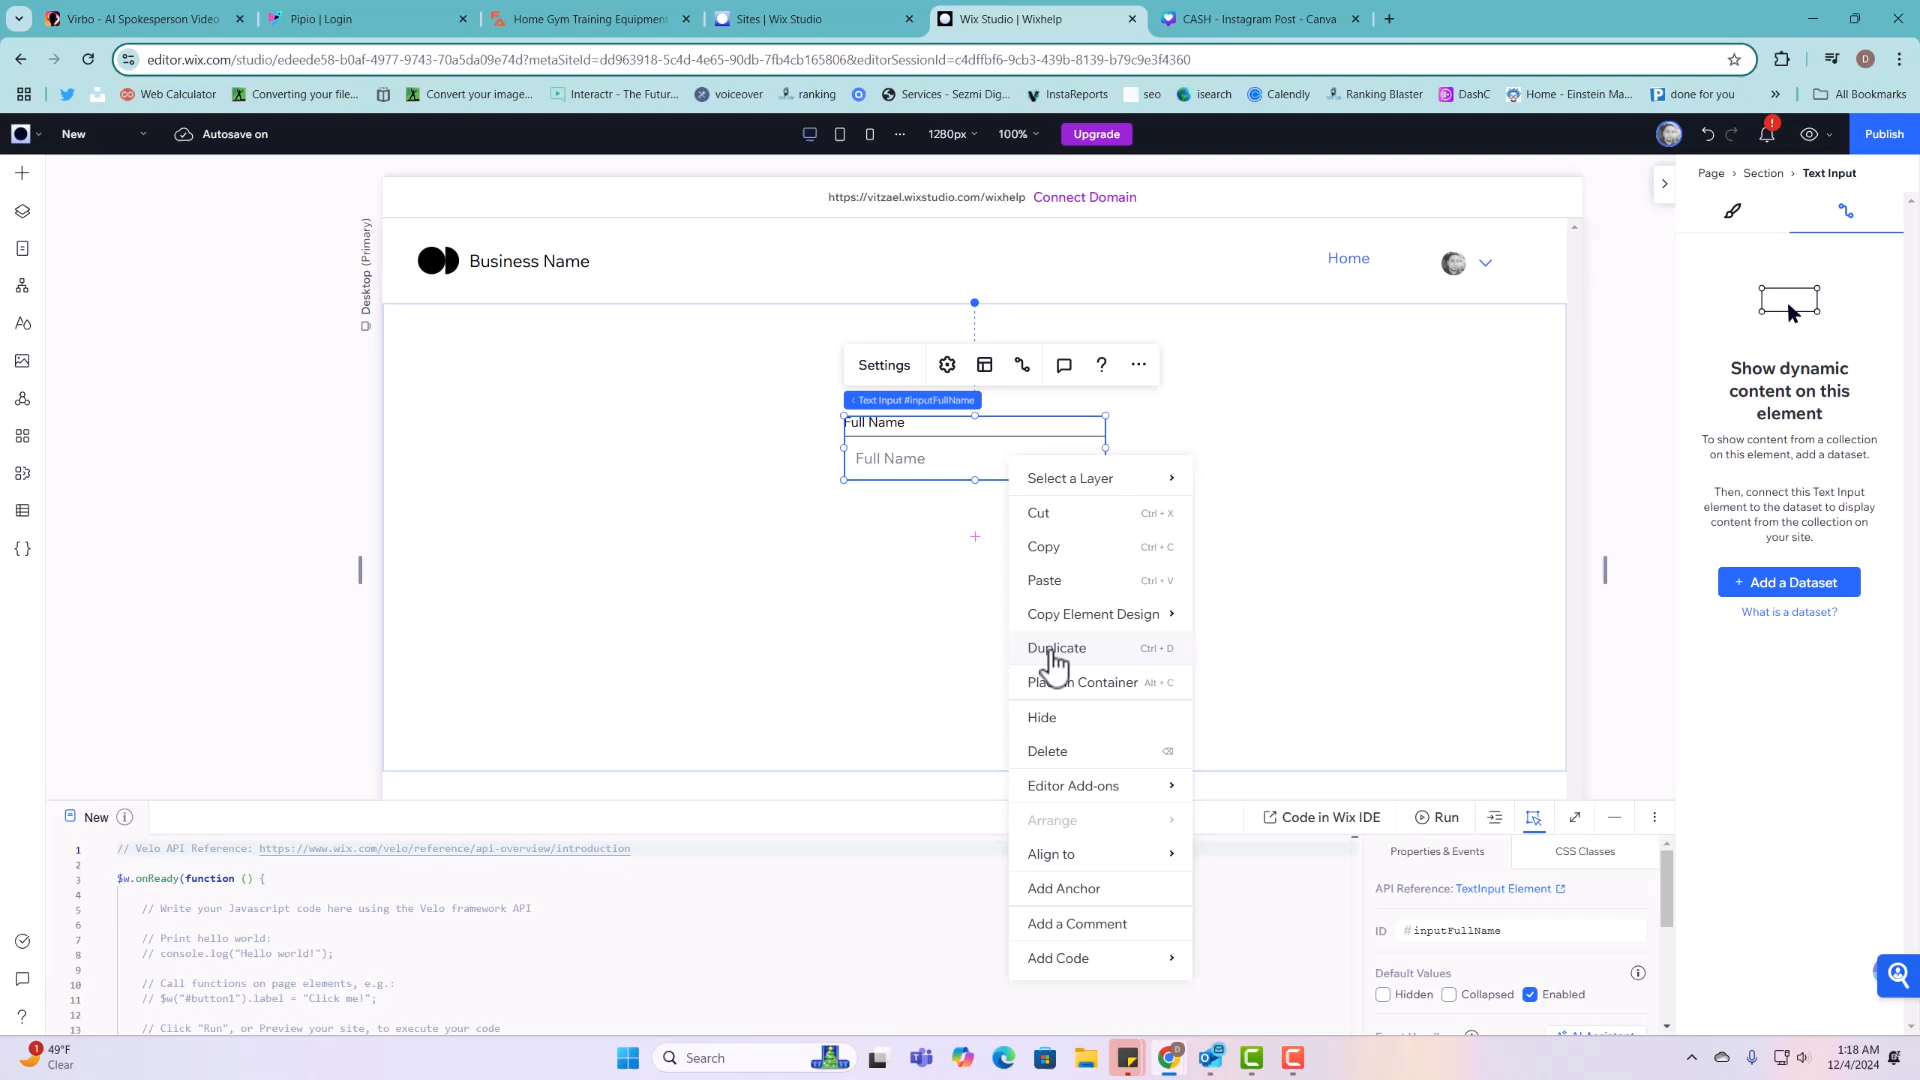 Virbo - AI Spokesperson Video
Pipio | Login
Home Gym Training Equipment
Sites | Wix Studio
Wix Studio | Wixhelp
CASH - Instagram Post - Canva
editor.wix.com/studio/edeede58-b0af-4977-9743-70a5da09e74d?metaSiteId=dd963918-5c4d-4e65-90db-7fb4cb165806&editorSessionId=c4dffbf6-9cb3-439b-8139-b79c9e3f4360
D
Web Calculator
Converting your file...
Convert your image...
Interactr - The Futur...
voiceover
ranking
Services - Sezmi Dig...
InstaReports
seo
isearch
Calendly
Ranking Blaster
DashC
Home - Einstein Ma...
done for you
All Bookmarks
New
Autosave on
1280px
100%
Upgrade
Publish
https://vitzael.wixstudio.com/wixhelp Connect Domain
Page > Section > Text Input
Desktop (Primary)
Business Name
Home
Settings
Text Input #inputFullName
Full Name
Full Name
Select a Layer
Cut Ctrl + X
Copy Ctrl + C
Paste Ctrl + V
Copy Element Design
Duplicate Ctrl + D
Container Alt + C
Hide
Delete
Editor Add-ons
Arrange
Align to
Add Anchor
Add a Comment
Add Code
Show dynamic
content on this
element
To show content from a collection
on this element, add a dataset.
Then, connect this Text Input
element to the dataset to display
content from the collection on
your site.
+ Add a Dataset
What is a dataset?
New
Code in Wix IDE
Run
1 // Velo API Reference: https://www.wix.com/velo/reference/api-overview/introduction
2
3 $w.onReady(function () {
4
5 // Write your Javascript code here using the Velo framework API
6
7 // Print hello world:
8 // console.log("Hello world!");
9
10 // Call functions on page elements, e.g.:
11 // $w("#button1").label = "Click me!";
12
13 // Click "Run", or Preview your site, to execute your code
Properties & Events
CSS Classes
API Reference: TextInput Element
ID # inputFullName
Default Values
Hidden Collapsed Enabled
1
49°F
Clear
Search
1:18 AM
12/4/2024